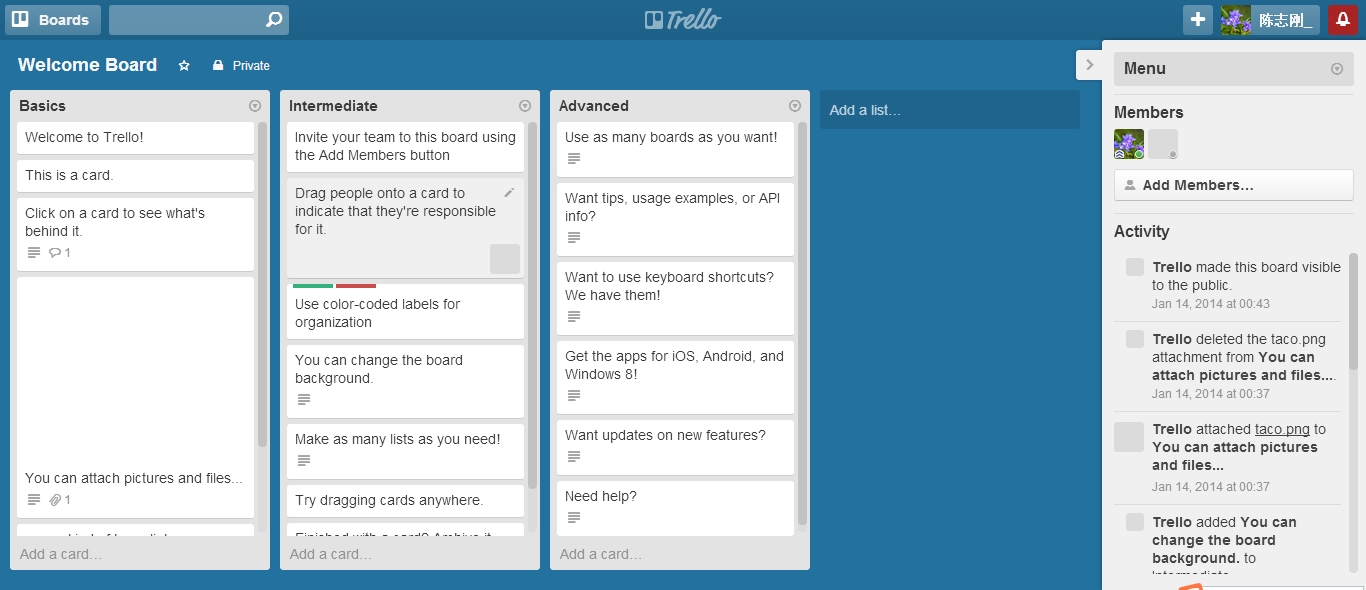 Boards
Trello
陈志刚_
Welcome Board
Private
Basics
Welcome to Trello!
This is a card.
Click on a card to see what's
behind it.
1
You can attach pictures and files...
1
Add a card...
Intermediate
Invite your team to this board using
the Add Members button
Drag people onto a card to
indicate that they're responsible
for it.
Use color-coded labels for
organization
You can change the board
background.
Make as many lists as you need!
Try dragging cards anywhere.
Finished with a card? Archive it.
Add a card...
Advanced
Use as many boards as you want!
Want tips, usage examples, or API
info?
Want to use keyboard shortcuts?
We have them!
Get the apps for iOS, Android, and
Windows 8!
Want updates on new features?
Need help?
Add a card...
Add a list...
Menu
Members
Add Members...
Activity
Trello made this board visible
to the public.
Jan 14, 2014 at 00:43
Trello deleted the taco.png
attachment from You can
attach pictures and files....
Jan 14, 2014 at 00:37
Trello attached taco.png to
You can attach pictures
and files...
Jan 14, 2014 at 00:37
Trello added You can
change the board
background. to
Intermediate